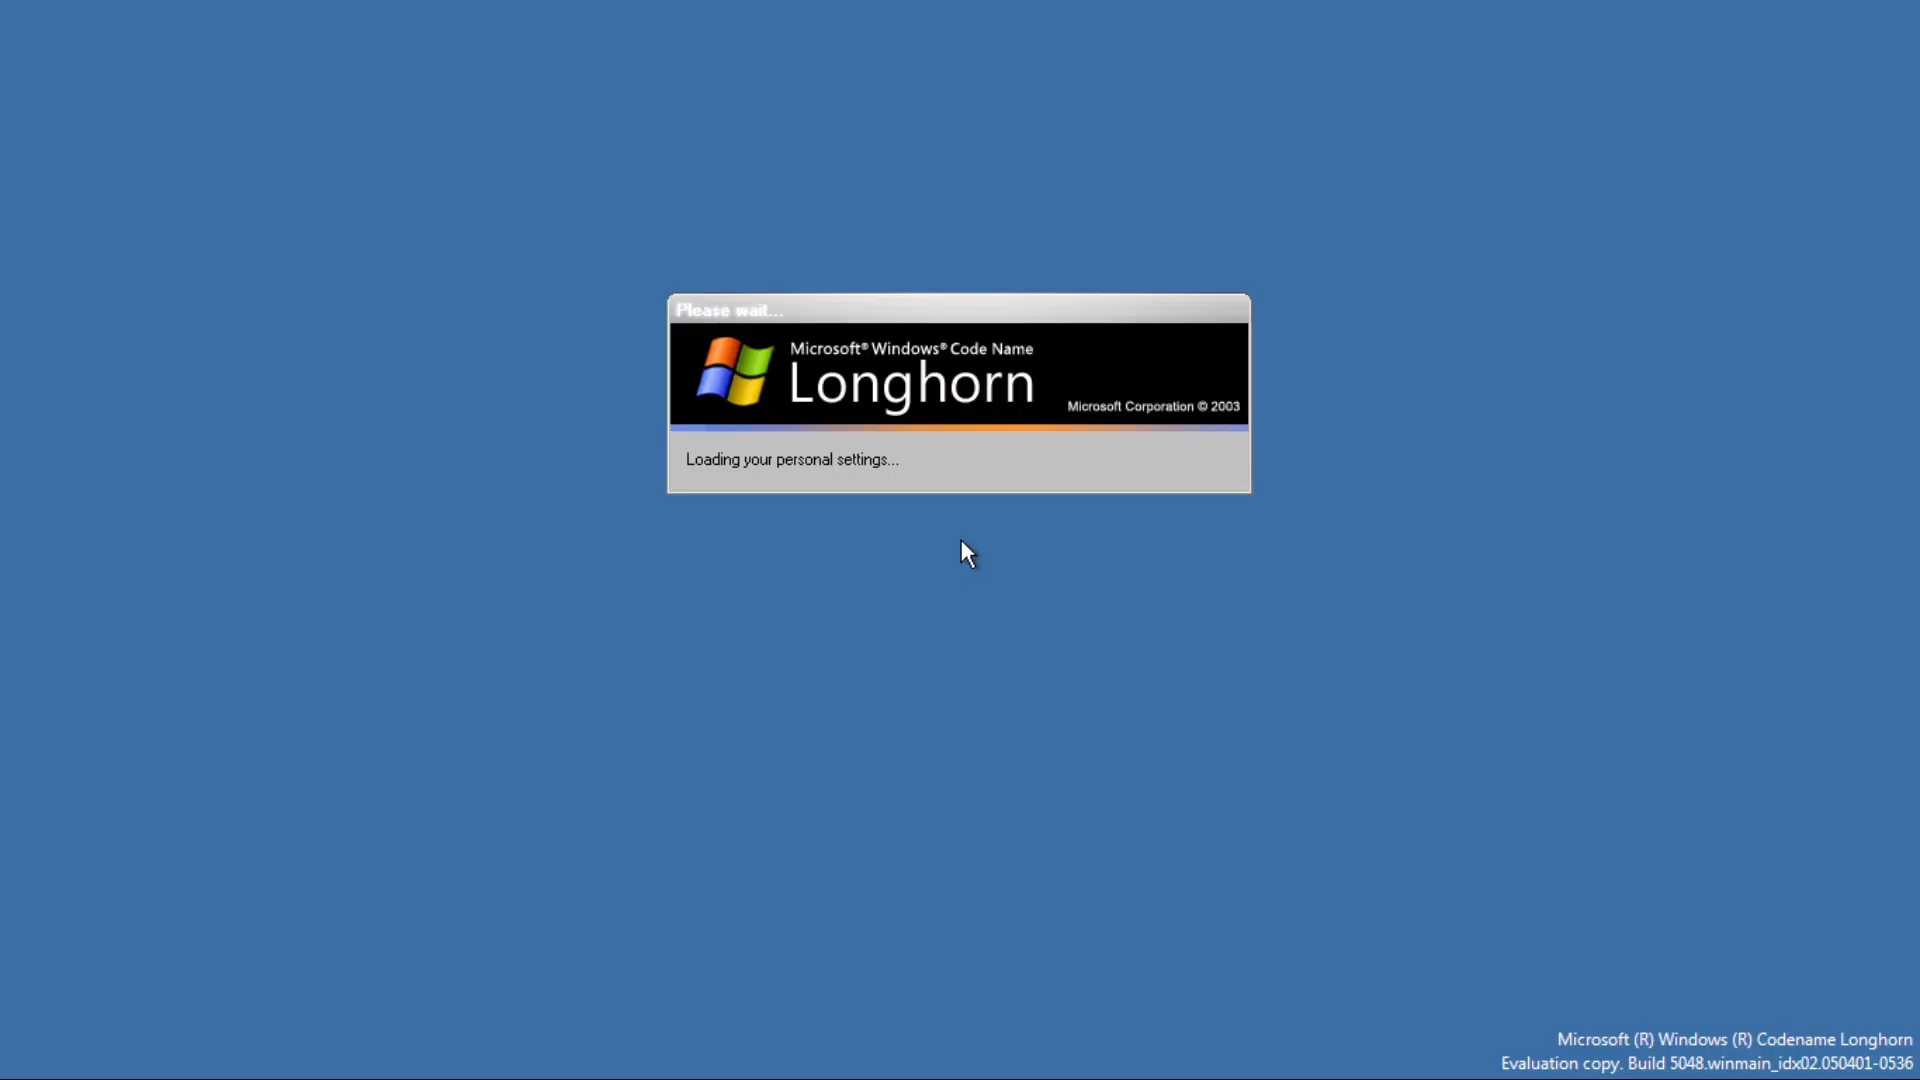 Please wait...
Microsoft® Windows® Code Name
Longhorn
Microsoft Corporation © 2003
Loading your personal settings...
Microsoft (R) Windows (R) Codename Longhorn
Evaluation copy. Build 5048.winmain_idx02.050401-0536